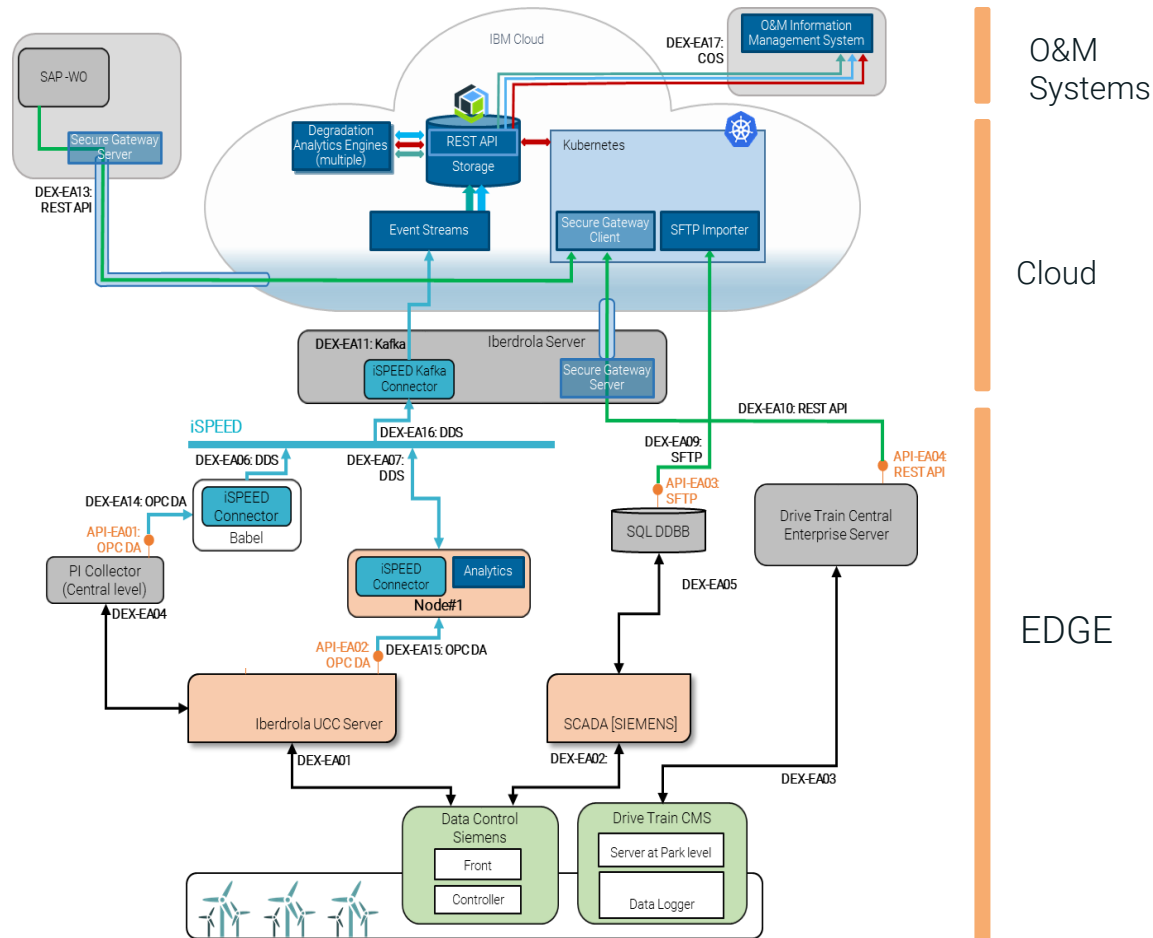 IBM Cloud
DEX-EA17:
COS
O&M Information
Management System
O&M
Systems
SAP -WO
Secure Gateway
Server
DEX-EA13:
REST API
Degradation
Analytics Engines
(multiple)
REST API
Storage
Kubernetes
Event Streams
Secure Gateway
Client
SFTP Importer
Cloud
DEX-EA11: Kafka
Iberdrola Server
iSPEED Kafka
Connector
Secure Gateway
Server
DEX-EA10: REST API
iSPEED
DEX-EA16: DDS
DEX-EA06: DDS
DEX-EA07:
DDS
DEX-EA09:
SFTP
API-EA04:
REST API
DEX-EA14: OPC DA
iSPEED
Connector
Babel
API-EA01:
OPC DA
API-EA03:
SFTP
SQL DDBB
Drive Train Central
Enterprise Server
PI Collector
(Central level)
DEX-EA04
iSPEED
Connector
Analytics
Node#1
DEX-EA05
EDGE
API-EA02:
OPC DA
DEX-EA15: OPC DA
Iberdrola UCC Server
SCADA [SIEMENS]
DEX-EA01
DEX-EA02:
DEX-EA03
Data Control
Siemens
Front
Controller
Drive Train CMS
Server at Park level
Data Logger